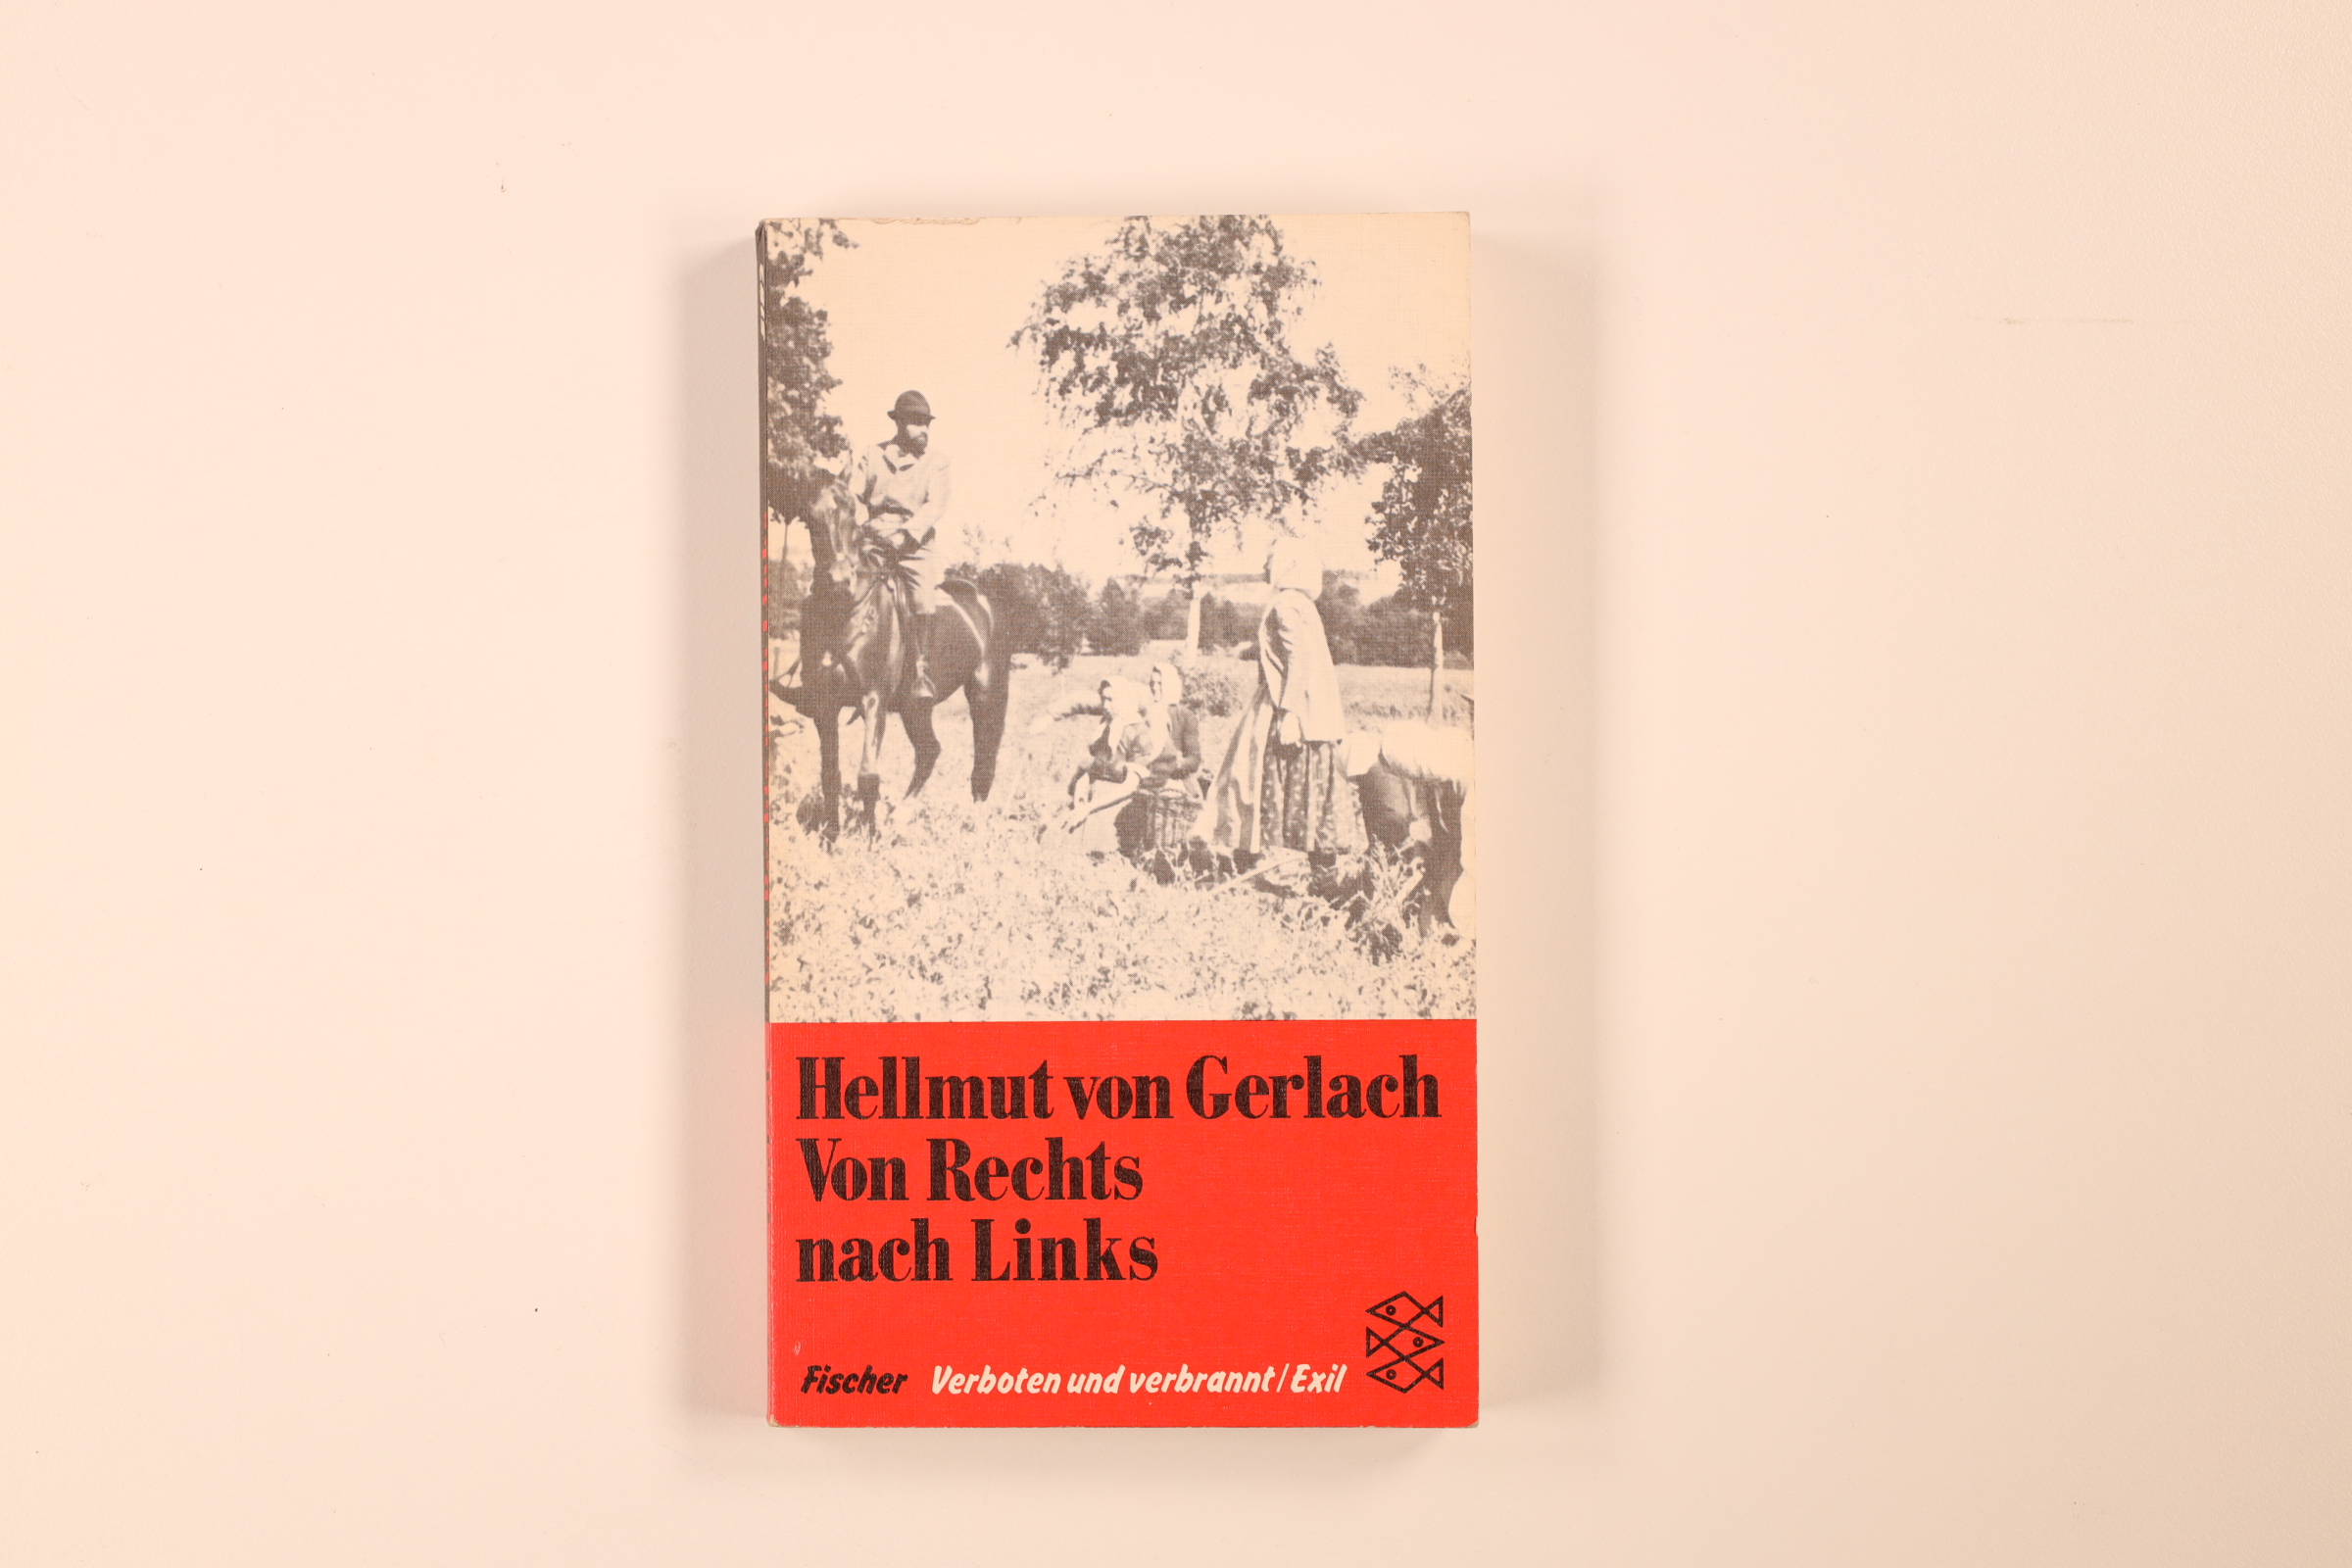 Hellmut von Gerlach
Von Rechts
nach Links
Fischer Verboten und verbrannt/Exil